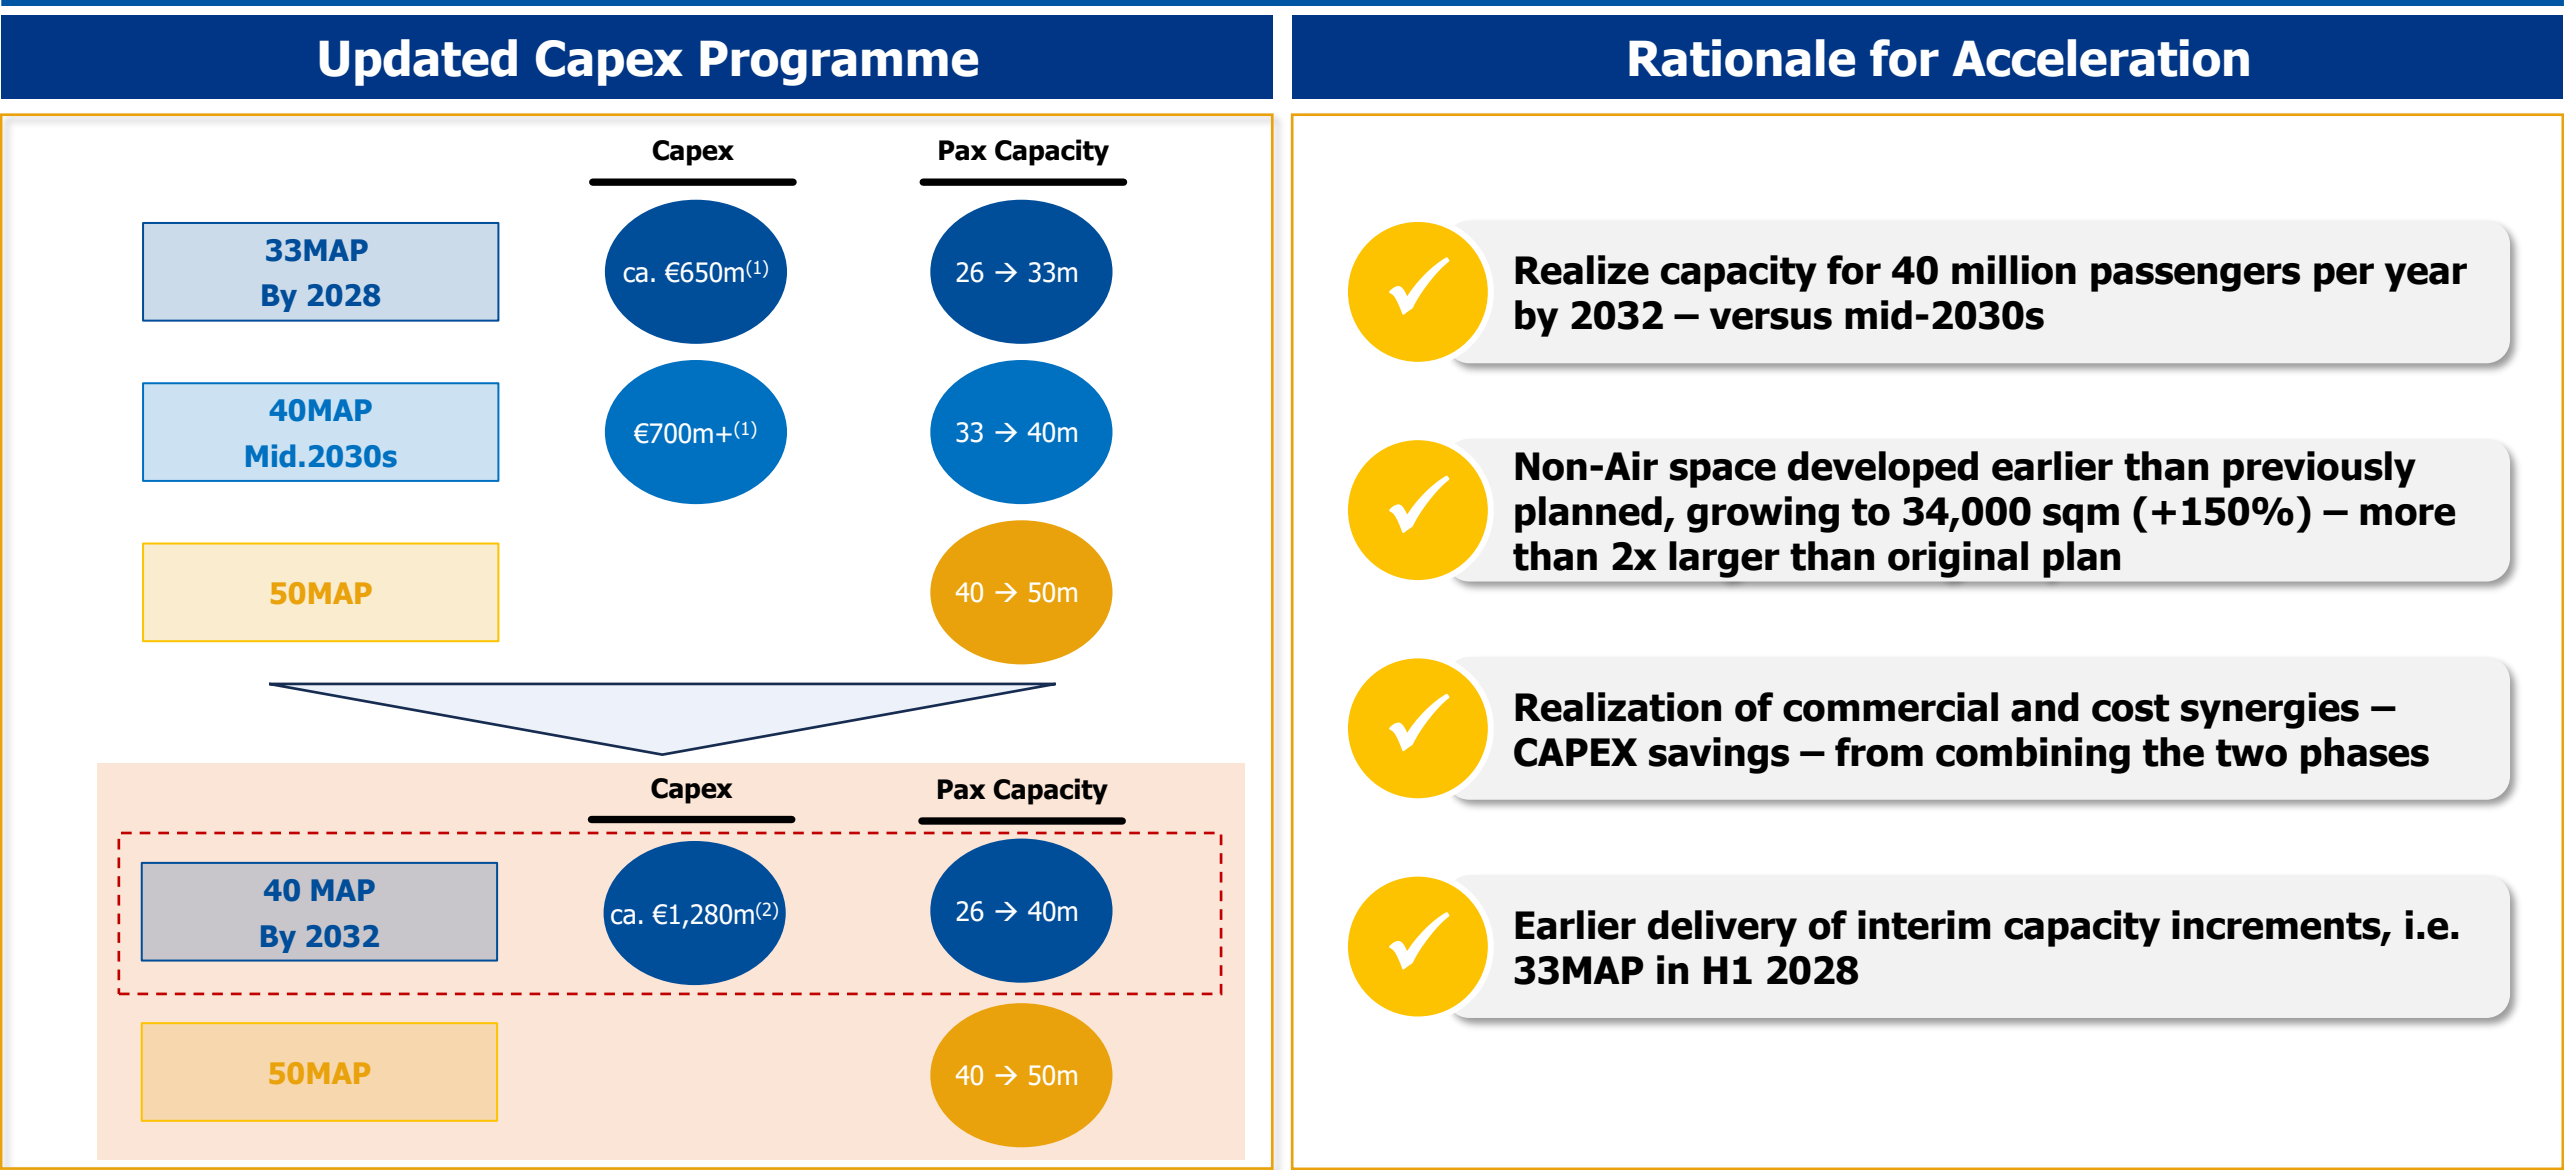 Updated Capex Programme
Capex
Pax Capacity
33MAP
By 2028
ca. €650m(1)
26 → 33m
40MAP
Mid.2030s
€700m+(1)
33 → 40m
50MAP
40 → 50m
Capex
Pax Capacity
40 MAP
By 2032
ca. €1,280m(2)
26 → 40m
50MAP
40 → 50m
Rationale for Acceleration
Realize capacity for 40 million passengers per year
by 2032 – versus mid-2030s
Non-Air space developed earlier than previously
planned, growing to 34,000 sqm (+150%) – more
than 2x larger than original plan
Realization of commercial and cost synergies –
CAPEX savings – from combining the two phases
Earlier delivery of interim capacity increments, i.e.
33MAP in H1 2028